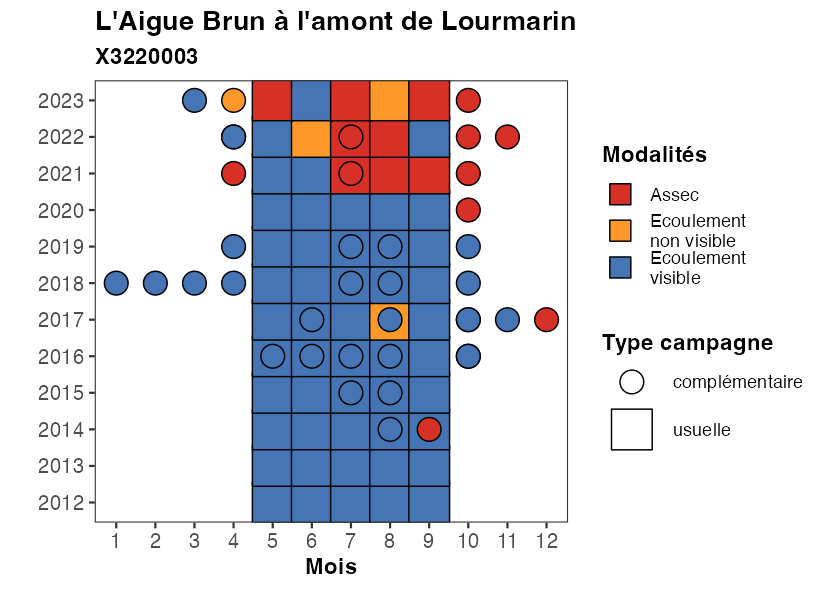 L'Aigue Brun à l'amont de Lourmarin
X3220003
2023
2022
2021
2020
2019
2018
2017
2016
2015
2014
2013
2012
1 2 3 4 5 6 7 8 9 10 11 12
Mois
Modalités
Assec
Ecoulement
non visible
Ecoulement
visible
Type campagne
complémentaire
usuelle